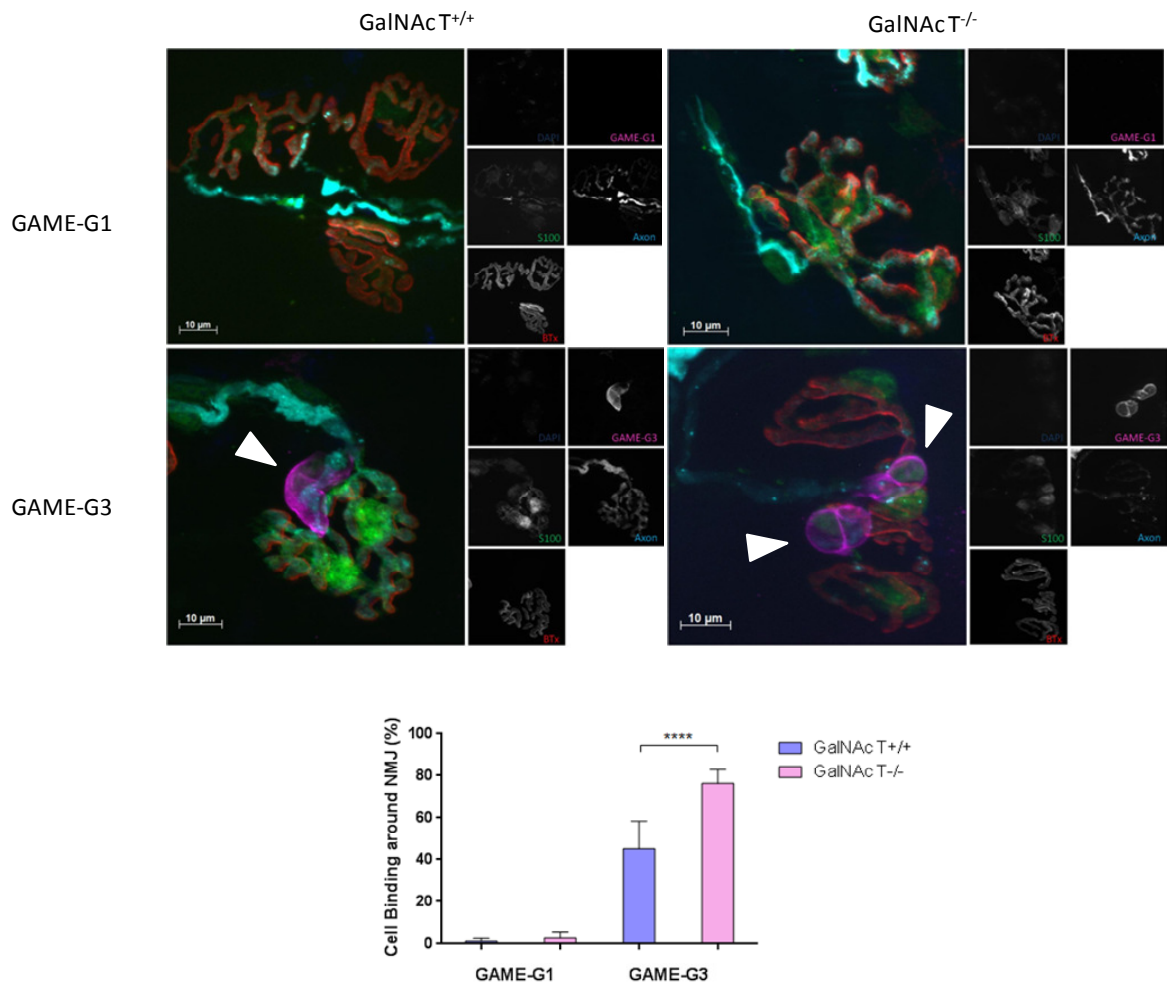 GalNAc T+/+
GalNAc T-/-
GAME-G1
DAPI
GAME-G1
S100
Axon
BTx
10 µm
DAPI
GAME-G1
S100
Axon
BTx
10 µm
GAME-G3
DAPI
GAME-G3
S100
Axon
BTx
10 µm
DAPI
GAME-G3
S100
Axon
BTx
10 µm
Cell Binding around NMJ (%)
100
80
60
40
20
0
****
GalNAc T+/+
GalNAc T-/-
GAME-G1
GAME-G3